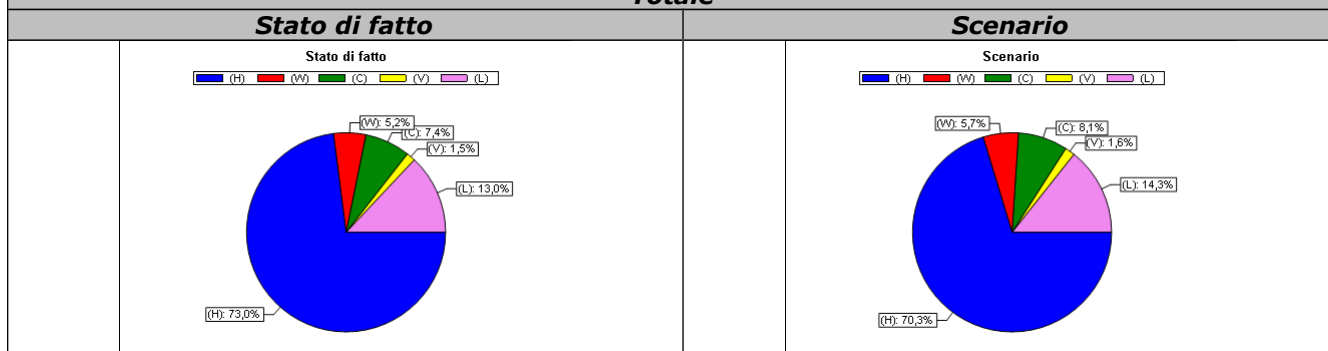 Totale
Stato di fatto
Scenario
Stato di fatto
(H) (W) (C) (V) (L)
(W): 5,2%
(C): 7,4%
(V): 1,5%
(L): 13,0%
(H): 73,0%
Scenario
(H) (W) (C) (V) (L)
(W): 5,7%
(C): 8,1%
(V): 1,6%
(L): 14,3%
(H): 70,3%